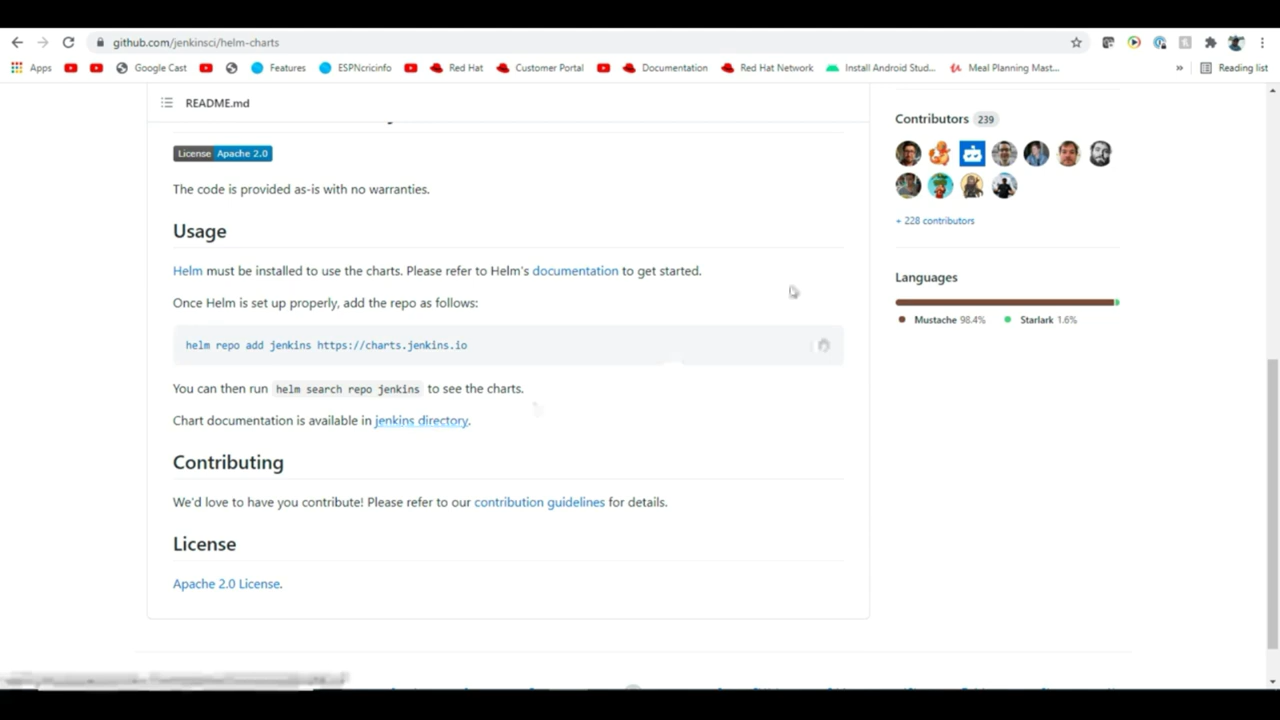 github.com/jenkinsci/helm-charts
Apps Google Cast Features ESPNcricinfo Red Hat Customer Portal Documentation Red Hat Network Install Android Stud... Meal Planning Mast... » Reading list
README.md
License Apache 2.0
The code is provided as-is with no warranties.
Usage
Helm must be installed to use the charts. Please refer to Helm's documentation to get started.
Once Helm is set up properly, add the repo as follows:
helm repo add jenkins https://charts.jenkins.io
You can then run helm search repo jenkins to see the charts.
Chart documentation is available in jenkins directory.
Contributing
We'd love to have you contribute! Please refer to our contribution guidelines for details.
License
Apache 2.0 License.
Contributors 239
+ 228 contributors
Languages
Mustache 98.4% Starlark 1.6%